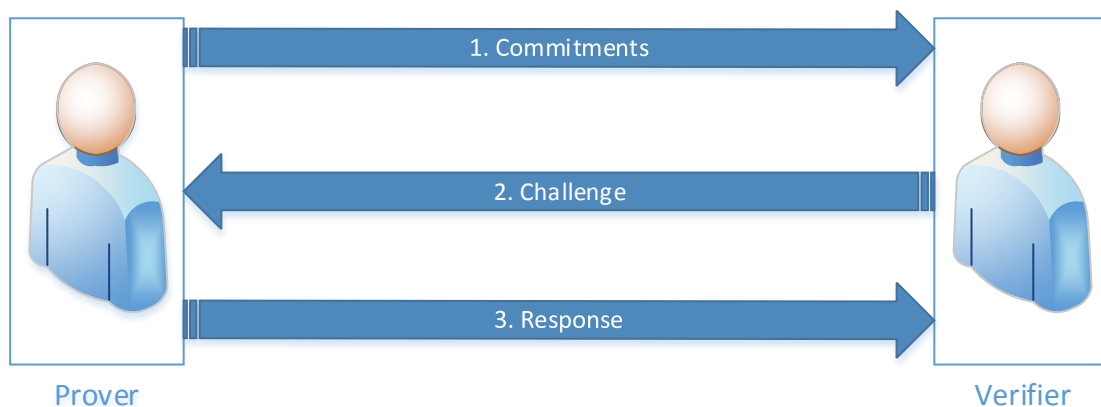 1. Commitments
2. Challenge
3. Response
Prover
Verifier